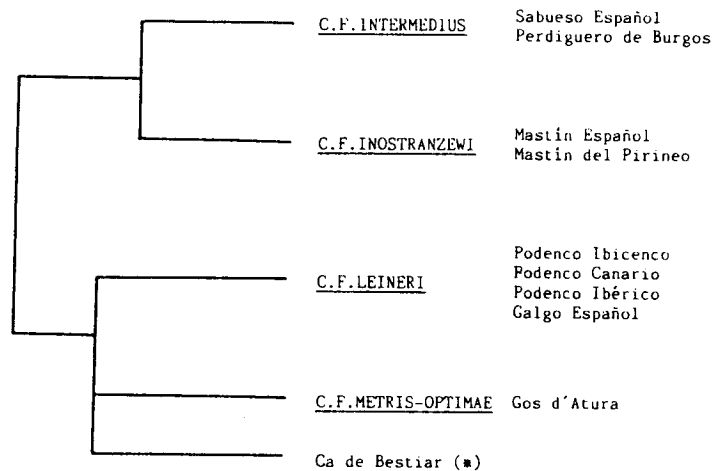 C.F.INTERMEDIUS
Sabueso Español
Perdiguero de Burgos
C.F.INOSTRANZEWI
Mastín Español
Mastín del Pirineo
C.F.LEINERI
Podenco Ibicenco
Podenco Canario
Podenco Ibérico
Galgo Español
C.F.METRIS-OPTIMAE Gos d'Atura
Ca de Bestiar (*)